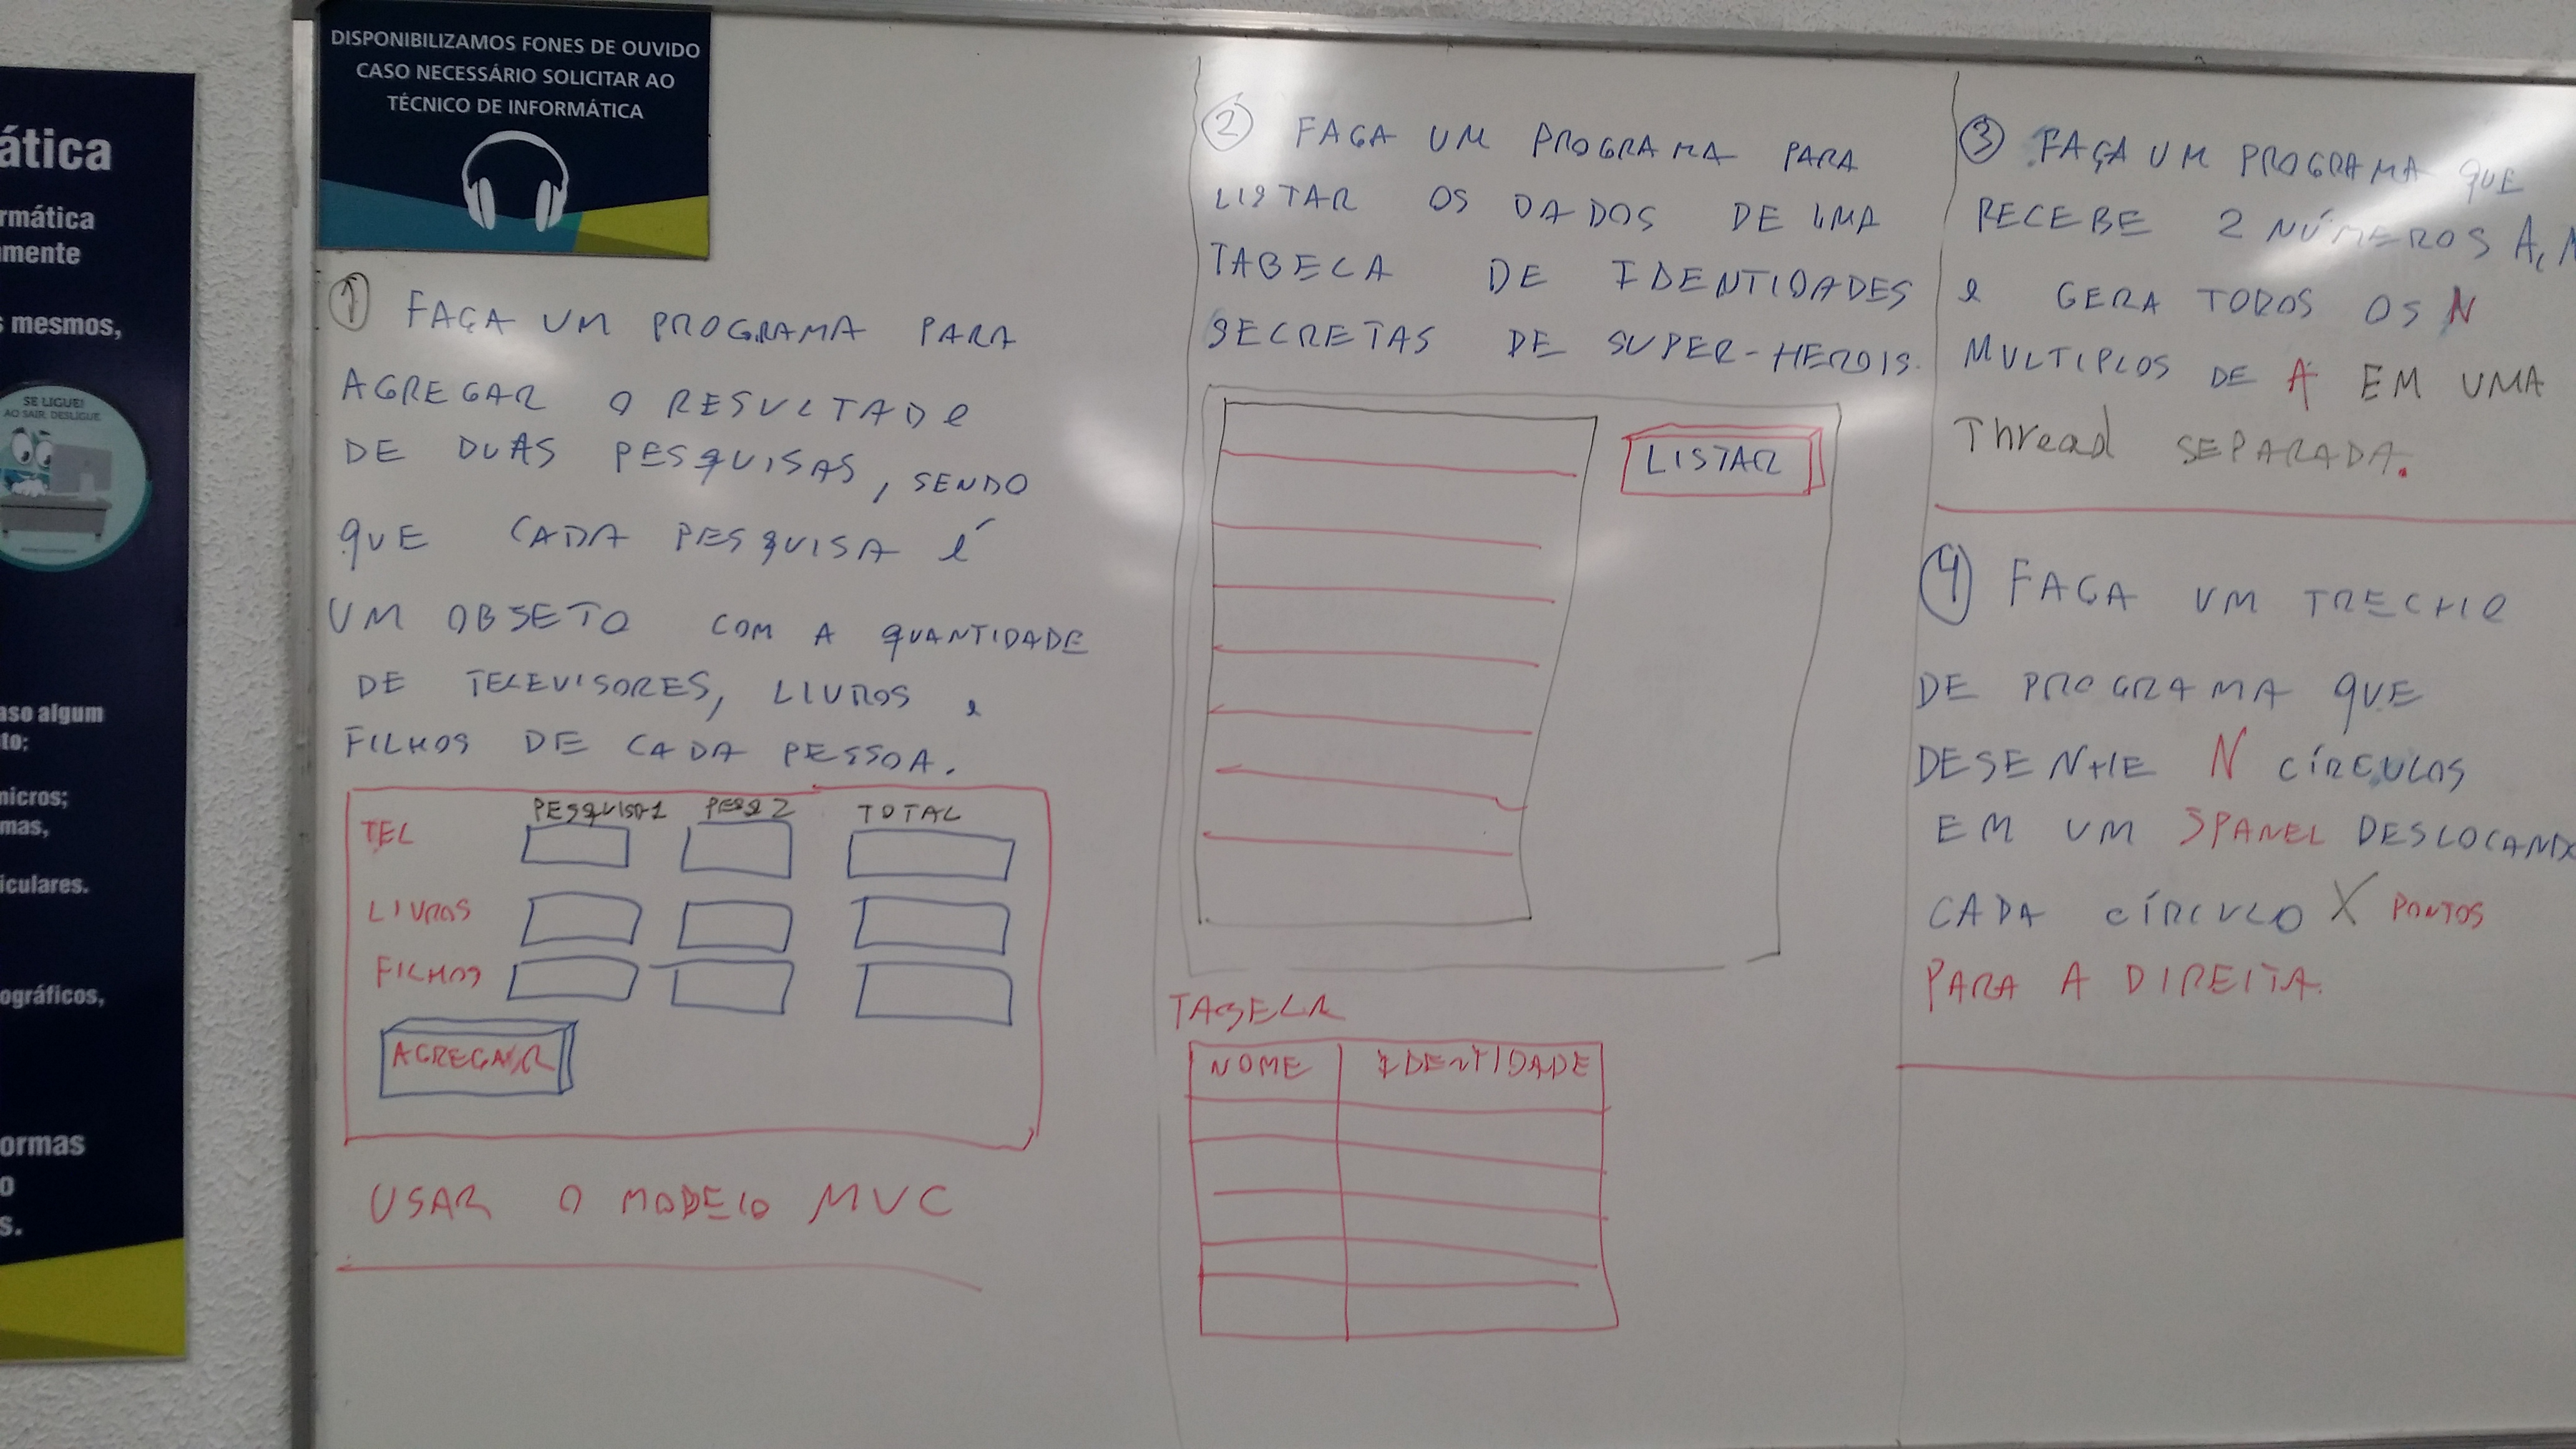 DISPONIBILIZAMOS FONES DE OUVIDO
CASO NECESSÁRIO SOLICITAR AO
TÉCNICO DE INFORMÁTICA
ática
rmática
mente
s mesmos,
SE LIGUE!
AO SAIR, DESLIGUE
aso algum
to:
micros;
mas,
iculares.
ográficos,
ormas
o
s.
① FAÇA UM PROGRAMA PARA
AGREGAR O RESULTADO
DE DUAS PESQUISAS, SENDO
QUE CADA PESQUISA É
UM OBJETO COM A QUANTIDADE
DE TELEVISORES, LIVROS e
FILHOS DE CADA PESSOA.
PESQUISA1 PESQ2 TOTAL
TEL
LIVROS
FILHOS
AGREGAR
USAR O MODELO MVC
② FAÇA UM PROGRAMA PARA
LISTAR OS DADOS DE UMA
TABELA DE IDENTIDADES
SECRETAS DE SUPER-HEROIS.
LISTAR
TABELA
NOME IDENTIDADE
③ FAÇA UM PROGRAMA QUE
RECEBE 2 NÚMEROS A, N
e GERA TODOS OS N
MULTIPLOS DE A EM UMA
Thread SEPARADA.
④ FAÇA UM TRECHO
DE PROGRAMA QUE
DESENHE N CÍRCULOS
EM UM JPANEL DESLOCAND
CADA CÍRCULO X PONTOS
PARA A DIREITA.